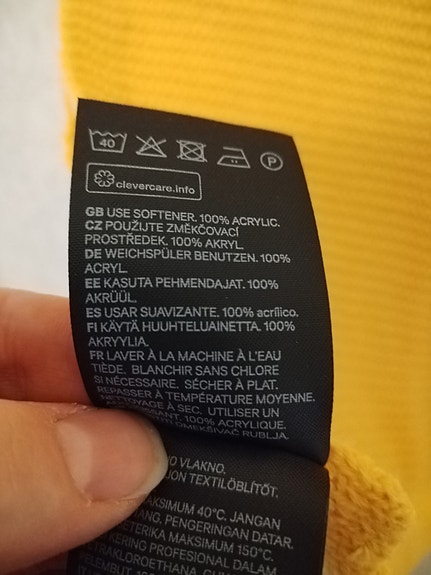 40 P
clevercare.info
GB USE SOFTENER. 100% ACRYLIC.
CZ POUŽIJTE ZMĚKČOVACÍ
PROSTŘEDEK. 100% AKRYL.
DE WEICHSPÜLER BENUTZEN. 100%
ACRYL.
EE KASUTA PEHMENDAJAT. 100%
AKRÜÜL.
ES USAR SUAVIZANTE. 100% acrílico.
FI KÄYTÄ HUUHTELUAINETTA. 100%
AKRYYLIA.
FR LAVER À LA MACHINE À L'EAU
TIÈDE. BLANCHIR SANS CHLORE
SI NÉCESSAIRE. SÉCHER À PLAT.
REPASSER À TEMPÉRATURE MOYENNE.
NETTOYAGE À SEC. UTILISER UN
100% ACRYLIQUE.
OMEKŠIVAČ RUBLJA.
VLAKNO.
TEXTILÖBLÍTŐT.
MAKSIMUM 40°C. JANGAN
PENGERINGAN DATAR.
MAKSIMUM 150°C.
PROFESIONAL DALAM